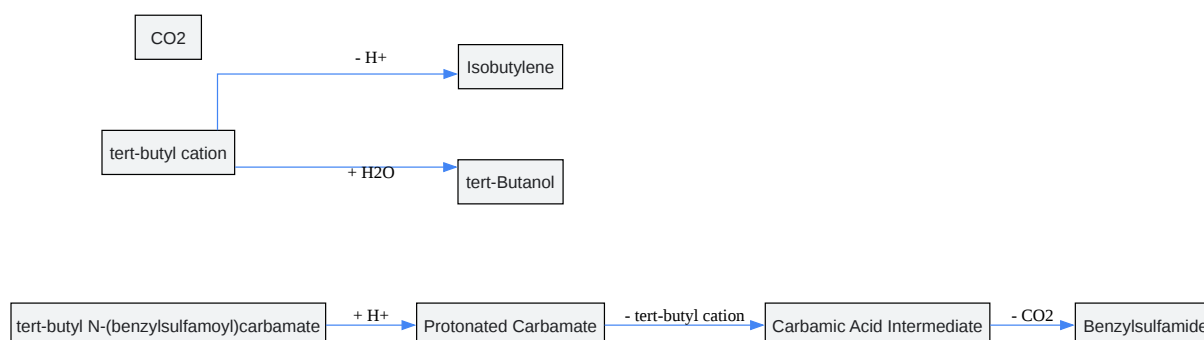 CO2
- H+
Isobutylene
tert-butyl cation
+ H2O
tert-Butanol
tert-butyl N-(benzylsulfamoyl)carbamate
+ H+
Protonated Carbamate
- tert-butyl cation
Carbamic Acid Intermediate
- CO2
Benzylsulfamide